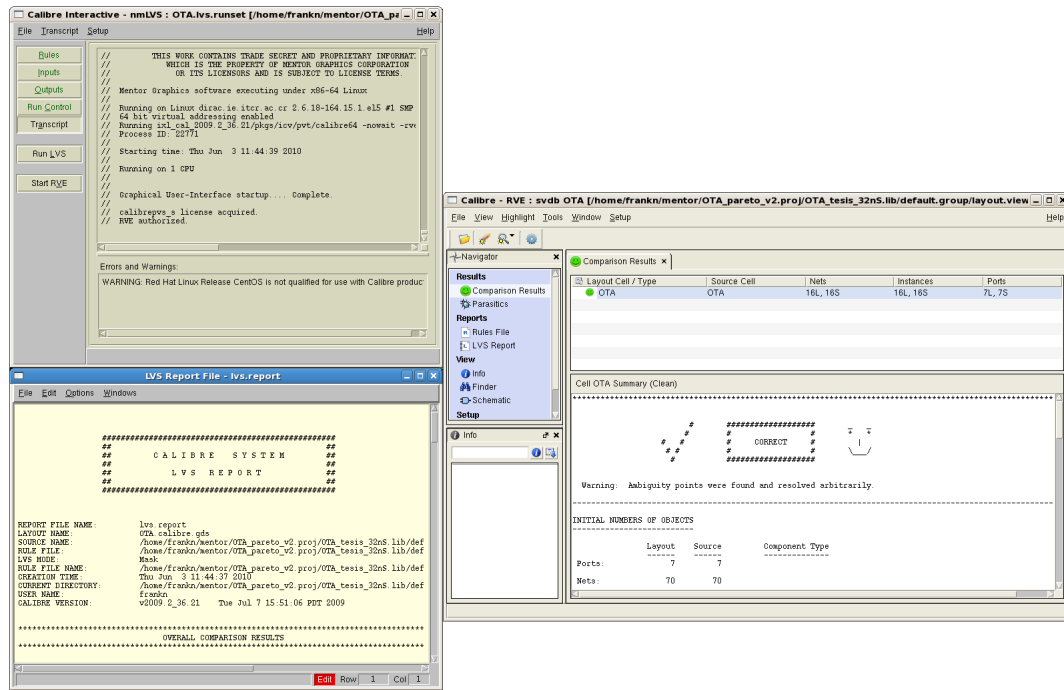 Calibre Interactive - nmLVS : OTA.lvs.runset [/home/frankn/mentor/OTA_pa
File Transcript Setup Help
Rules
Inputs
Outputs
Run Control
Transcript
Run LVS
Start RVE
// THIS WORK CONTAINS TRADE SECRET AND PROPRIETARY INFORMAT
// WHICH IS THE PROPERTY OF MENTOR GRAPHICS CORPORATION
// OR ITS LICENSORS AND IS SUBJECT TO LICENSE TERMS.
//
// Mentor Graphics software executing under x86-64 Linux
//
// Running on Linux dirac.ie.itcr.ac.cr 2.6.18-164.15.1.el5 #1 SMP
// 64 bit virtual addressing enabled
// Running ixl_cal_2009.2_36.21/pkgs/icv/pvt/calibre64 -nowait -rve
// Process ID: 22771
//
// Starting time: Thu Jun 3 11:44:39 2010
//
// Running on 1 CPU
//
//
// Graphical User-Interface startup.... Complete.
//
// calibrepvs_s license acquired.
// RVE authorized.
Errors and Warnings:
WARNING: Red Hat Linux Release CentOS is not qualified for use with Calibre produc
LVS Report File - lvs.report
File Edit Options Windows
##################################################
## ##
## C A L I B R E S Y S T E M ##
## ##
## L V S R E P O R T ##
## ##
##################################################
REPORT FILE NAME: lvs.report
LAYOUT NAME: OTA.calibre.gds
SOURCE NAME: /home/frankn/mentor/OTA_pareto_v2.proj/OTA_tesis_32nS.lib/def
RULE FILE: /home/frankn/mentor/OTA_pareto_v2.proj/OTA_tesis_32nS.lib/def
LVS MODE: Mask
RULE FILE NAME: /home/frankn/mentor/OTA_pareto_v2.proj/OTA_tesis_32nS.lib/def
CREATION TIME: Thu Jun 3 11:44:37 2010
CURRENT DIRECTORY: /home/frankn/mentor/OTA_pareto_v2.proj/OTA_tesis_32nS.lib/def
USER NAME: frankn
CALIBRE VERSION: v2009.2_36.21 Tue Jul 7 15:51:06 PDT 2009
OVERALL COMPARISON RESULTS
Edit Row 1 Col 1
Calibre - RVE : svdb OTA [/home/frankn/mentor/OTA_pareto_v2.proj/OTA_tesis_32nS.lib/default.group/layout.view
File View Highlight Tools Window Setup Help
Navigator
Results
Comparison Results
Parasitics
Reports
Rules File
LVS Report
View
Info
Finder
Schematic
Setup
Info
Comparison Results
Layout Cell / Type Source Cell Nets Instances Ports
OTA OTA 16L, 16S 16L, 16S 7L, 7S
Cell OTA Summary (Clean)
# ################### _ _
# # # * *
# # # CORRECT # |
# # # # \___/
# ###################
Warning: Ambiguity points were found and resolved arbitrarily.
INITIAL NUMBERS OF OBJECTS
Layout Source Component Type
Ports: 7 7
Nets: 70 70